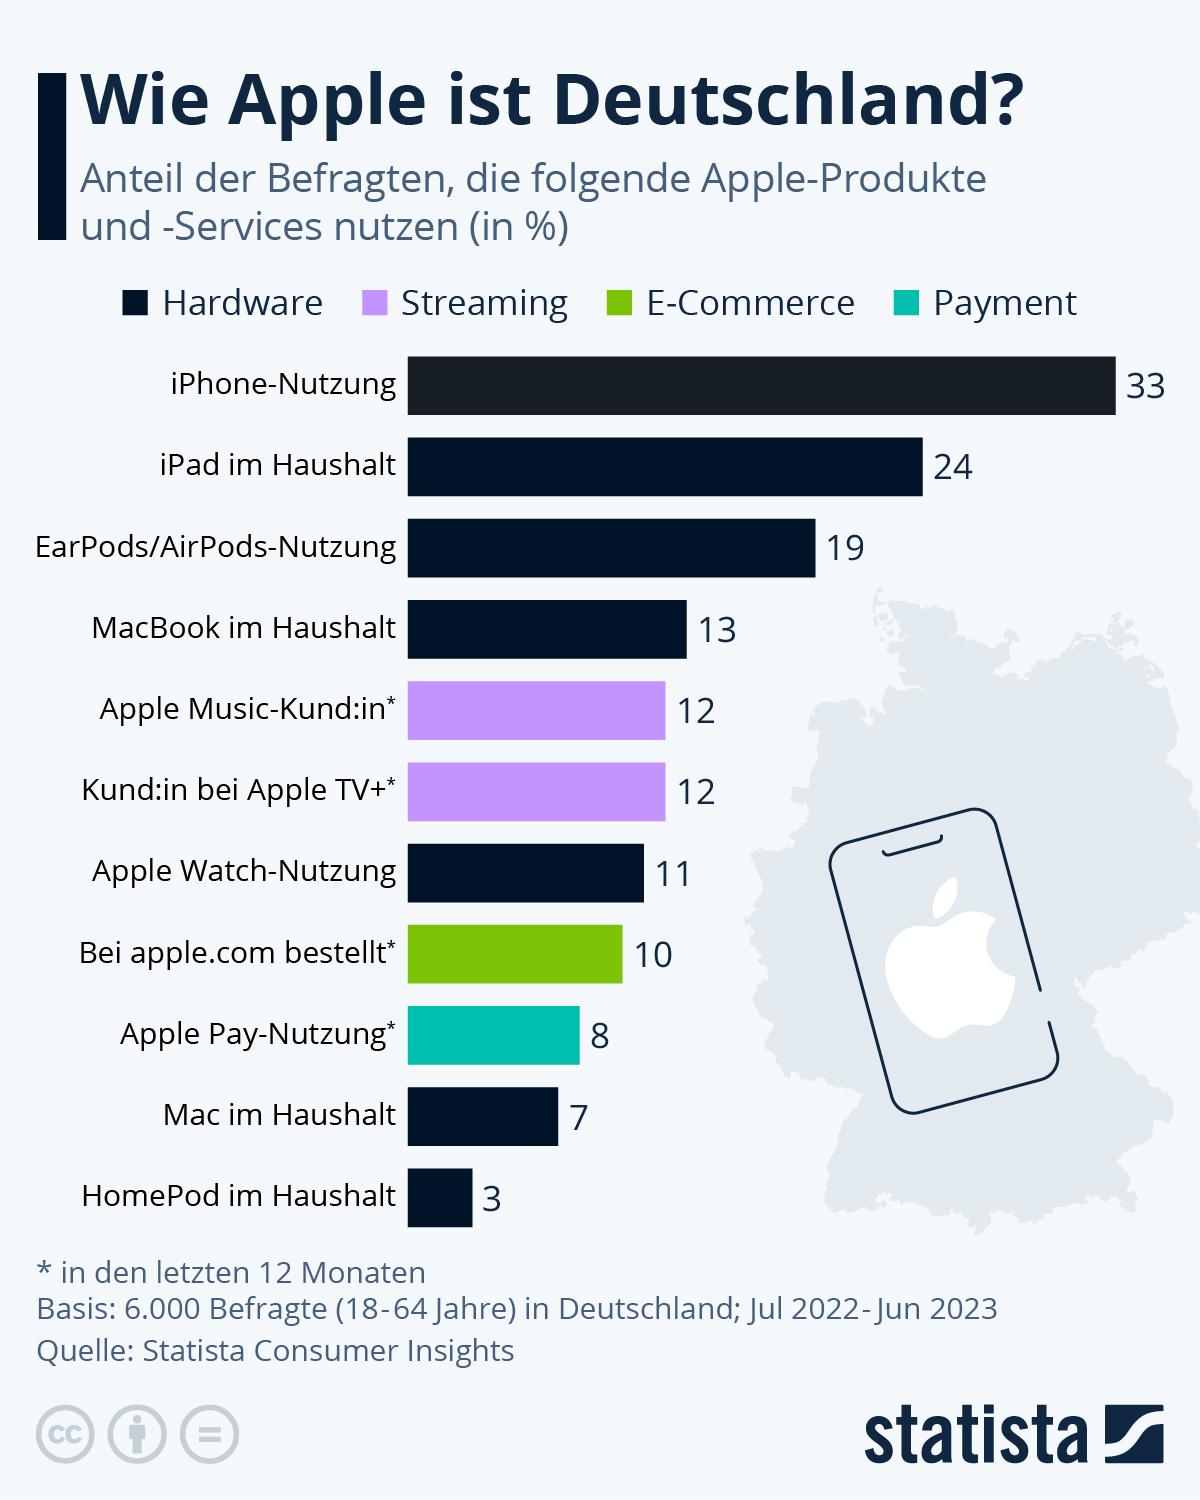 Wie Apple ist Deutschland?
Anteil der Befragten, die folgende Apple-Produkte
und -Services nutzen (in %)
Hardware Streaming E-Commerce Payment
iPhone-Nutzung 33
iPad im Haushalt 24
EarPods/AirPods-Nutzung 19
MacBook im Haushalt 13
Apple Music-Kund:in* 12
Kund:in bei Apple TV+* 12
Apple Watch-Nutzung 11
Bei apple.com bestellt* 10
Apple Pay-Nutzung* 8
Mac im Haushalt 7
HomePod im Haushalt 3
* in den letzten 12 Monaten
Basis: 6.000 Befragte (18-64 Jahre) in Deutschland; Jul 2022-Jun 2023
Quelle: Statista Consumer Insights
cc = statista